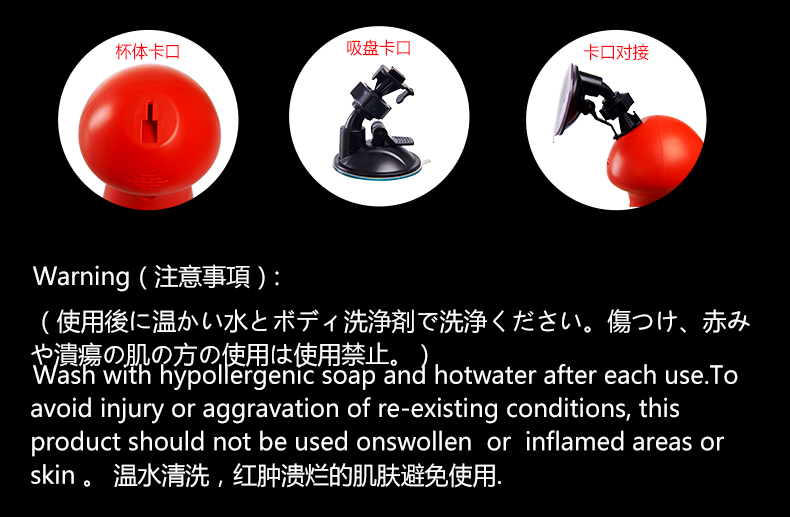 杯体卡口
吸盘卡口
卡口对接
Warning ( 注意事項 ) :
( 使用後に温かい水とボディ洗浄剤で洗浄ください。傷つけ、赤み
や潰瘍の肌の方の使用は使用禁止。 )
Wash with hypollergenic soap and hotwater after each use.To
avoid injury or aggravation of re-existing conditions, this
product should not be used onswollen or inflamed areas or
skin 。 温水清洗，红肿溃烂的肌肤避免使用.